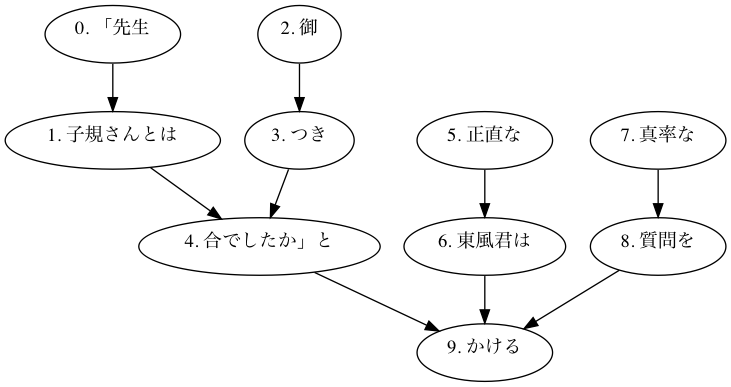 0. 「先生
2. 御
1. 子規さんとは
3. つき
5. 正直な
7. 真率な
4. 合でしたか」と
6. 東風君は
8. 質問を
9. かける